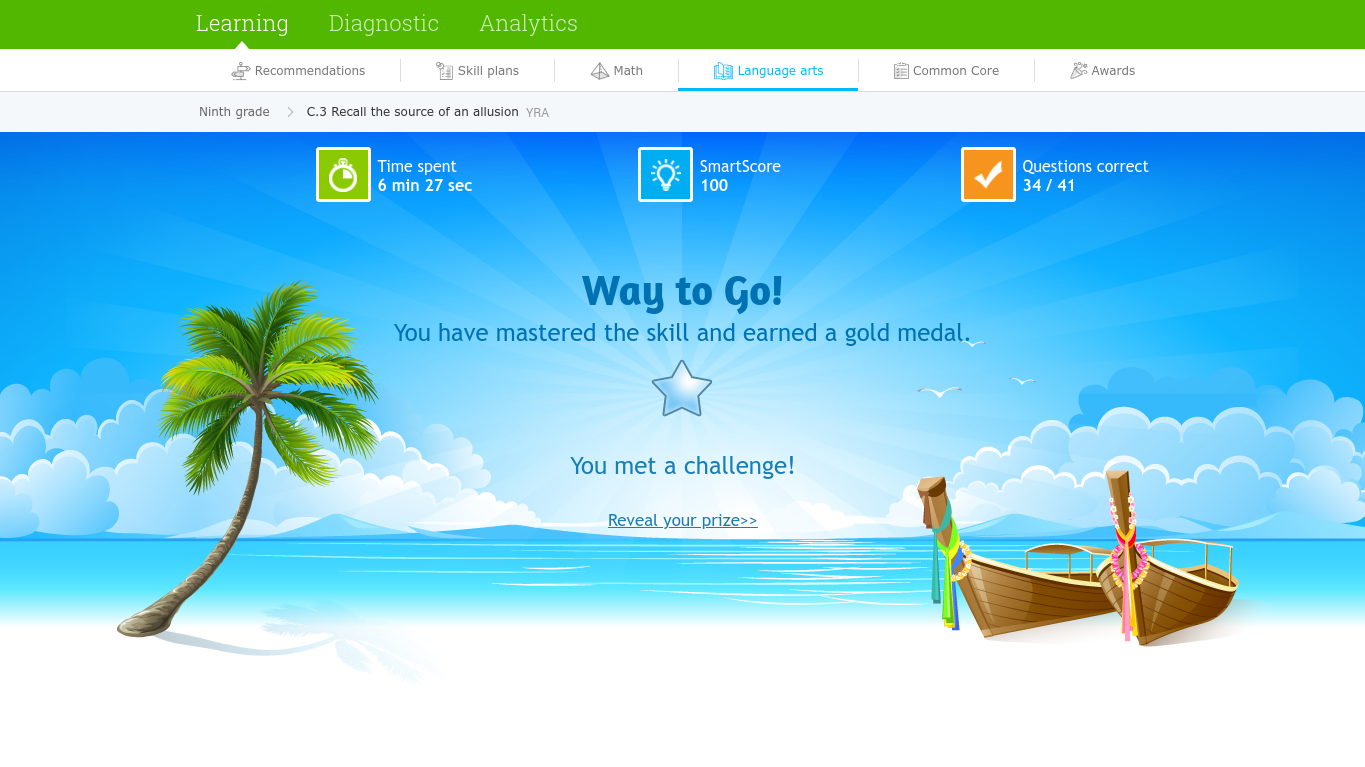 Learning Diagnostic Analytics
Recommendations Skill plans Math Language arts Common Core Awards
Ninth grade C.3 Recall the source of an allusion YRA
Time spent
6 min 27 sec
SmartScore
100
Questions correct
34 / 41
Way to Go!
You have mastered the skill and earned a gold medal.
You met a challenge!
Reveal your prize>>